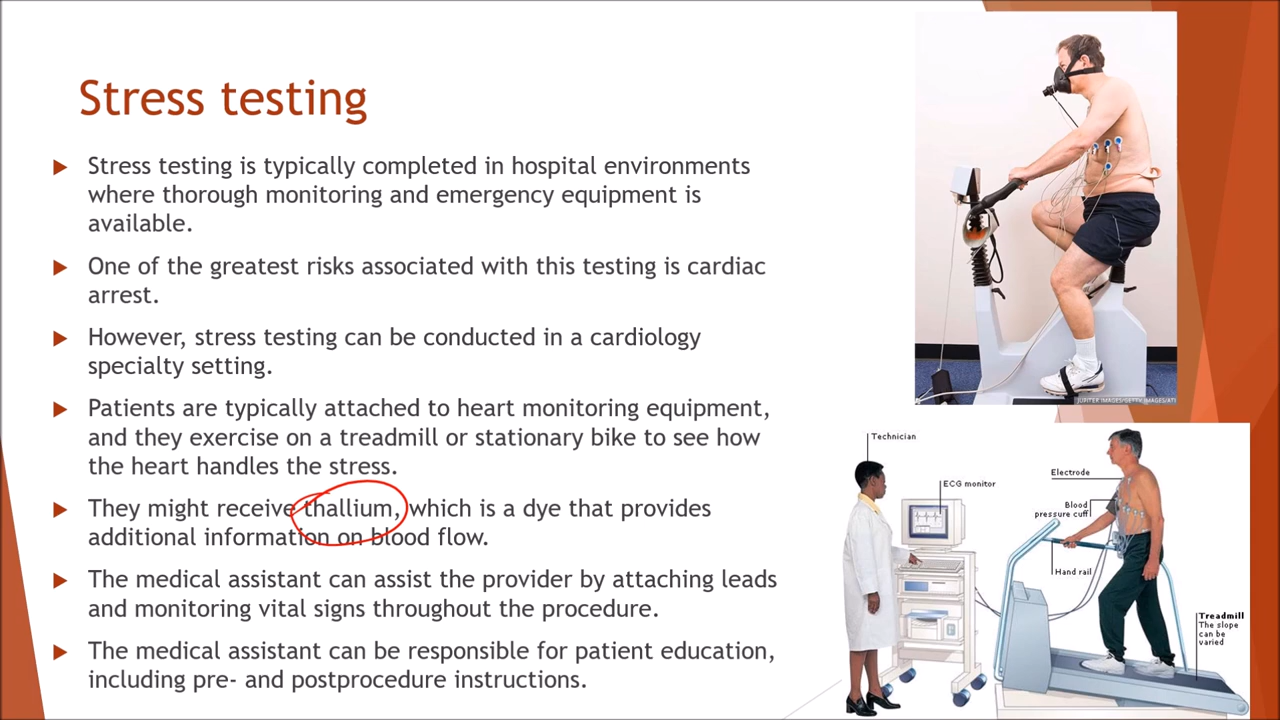 Stress testing
Stress testing is typically completed in hospital environments
where thorough monitoring and emergency equipment is
available.
One of the greatest risks associated with this testing is cardiac
arrest.
However, stress testing can be conducted in a cardiology
specialty setting.
Patients are typically attached to heart monitoring equipment,
and they exercise on a treadmill or stationary bike to see how
the heart handles the stress.
They might receive thallium, which is a dye that provides
additional information on blood flow.
The medical assistant can assist the provider by attaching leads
and monitoring vital signs throughout the procedure.
The medical assistant can be responsible for patient education,
including pre- and postprocedure instructions.
JUPITER IMAGES/GETTY IMAGES/ATI
Technician
ECG monitor
Electrode
Blood
pressure cuff
Hand rail
Treadmill
The slope
can be
varied